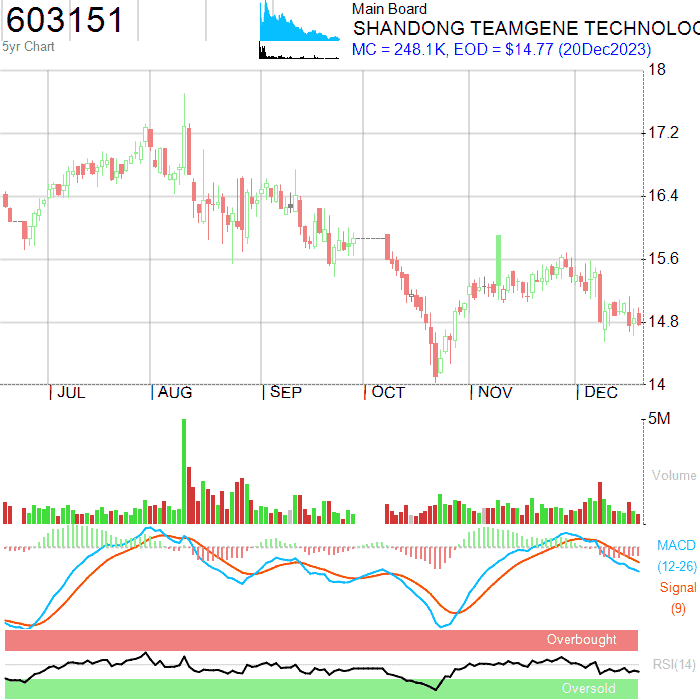 603151
5yr Chart
Main Board
SHANDONG TEAMGENE TECHNOLOG
MC = 248.1K, EOD = $14.77 (20Dec2023)
18
17.2
16.4
15.6
14.8
14
JUL AUG SEP OCT NOV DEC
5M
Volume
MACD
(12-26)
Signal
(9)
Overbought
RSI(14)
Oversold